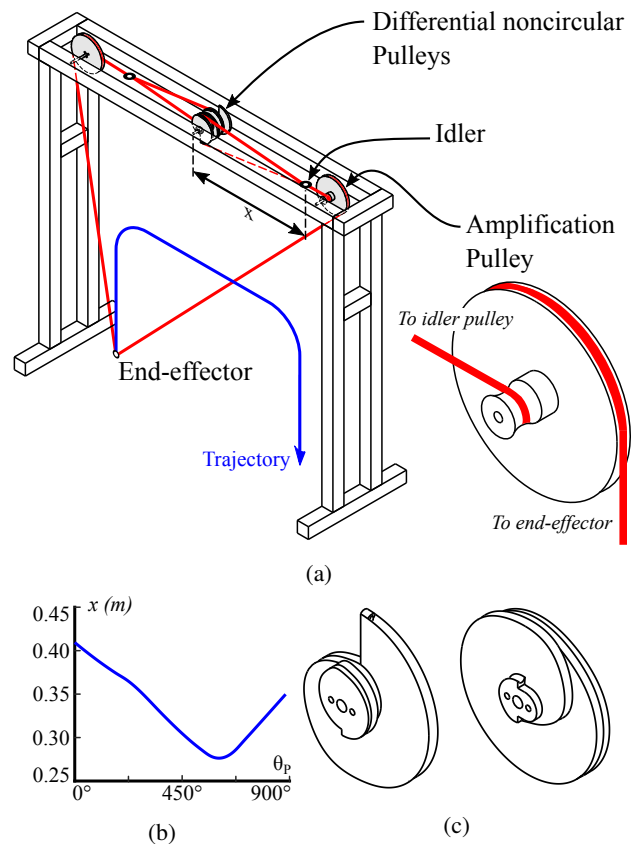 Differential noncircular
Pulleys
Idler
x
Amplification
Pulley
To idler pulley
End-effector
Trajectory
To end-effector
(a)
x (m)
0.45
0.40
0.35
0.30
0.25
θP
0°
450°
900°
(b)
(c)